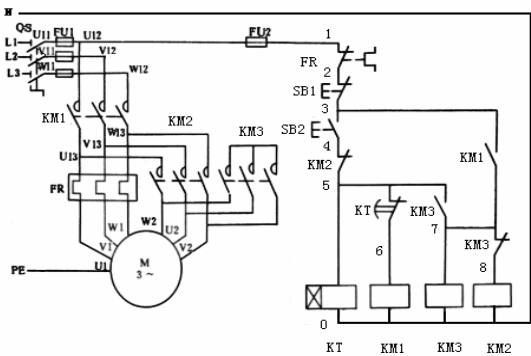 N
QS
U11 FU1 U12 FU2 1
L1
L2 V11 V12
L3 W11 W12
FR
2
SB1
3
KM1 W13 KM2 KM3 SB2 KM1
V13 4
U13 KM2
FR 5
KT KM3 7 KM3
W1 W2 U2
V1 V2 6 8
U1 M
3~
PE
0
KT KM1 KM3 KM2